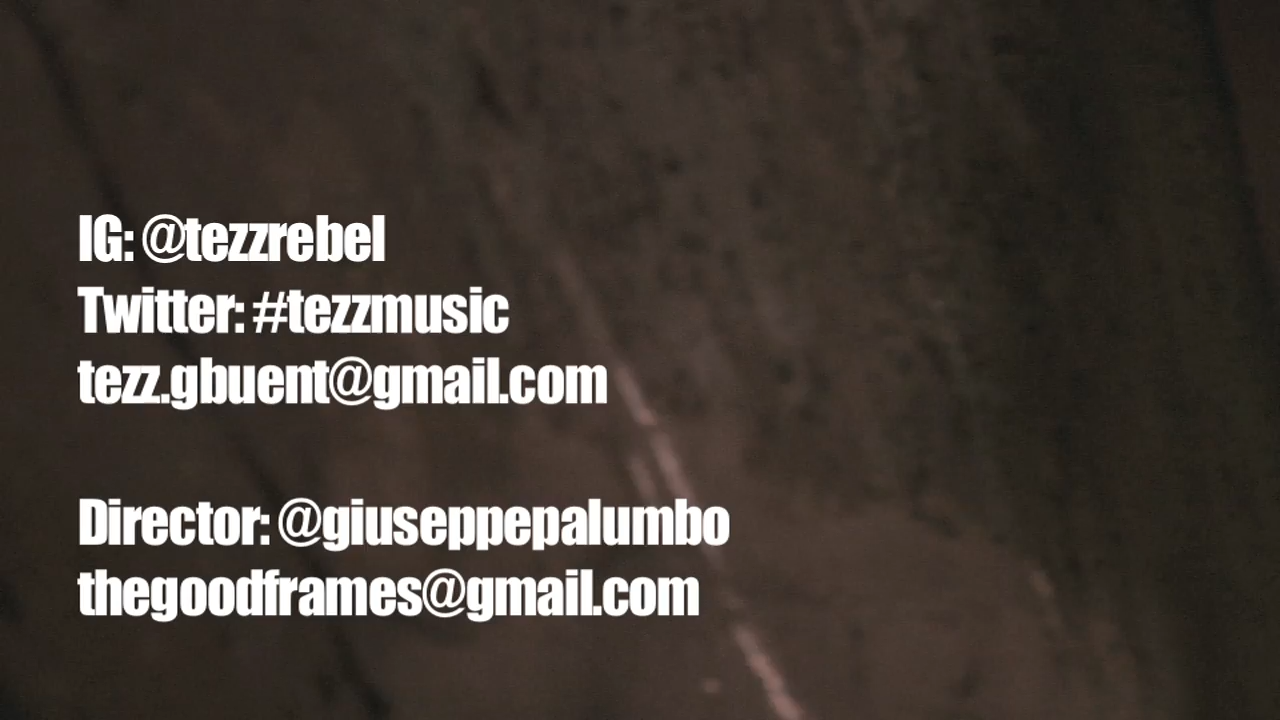 IG: @tezzrebel
Twitter: #tezzmusic
tezz.gbuent@gmail.com
Director: @giuseppepalumbo
thegoodframes@gmail.com